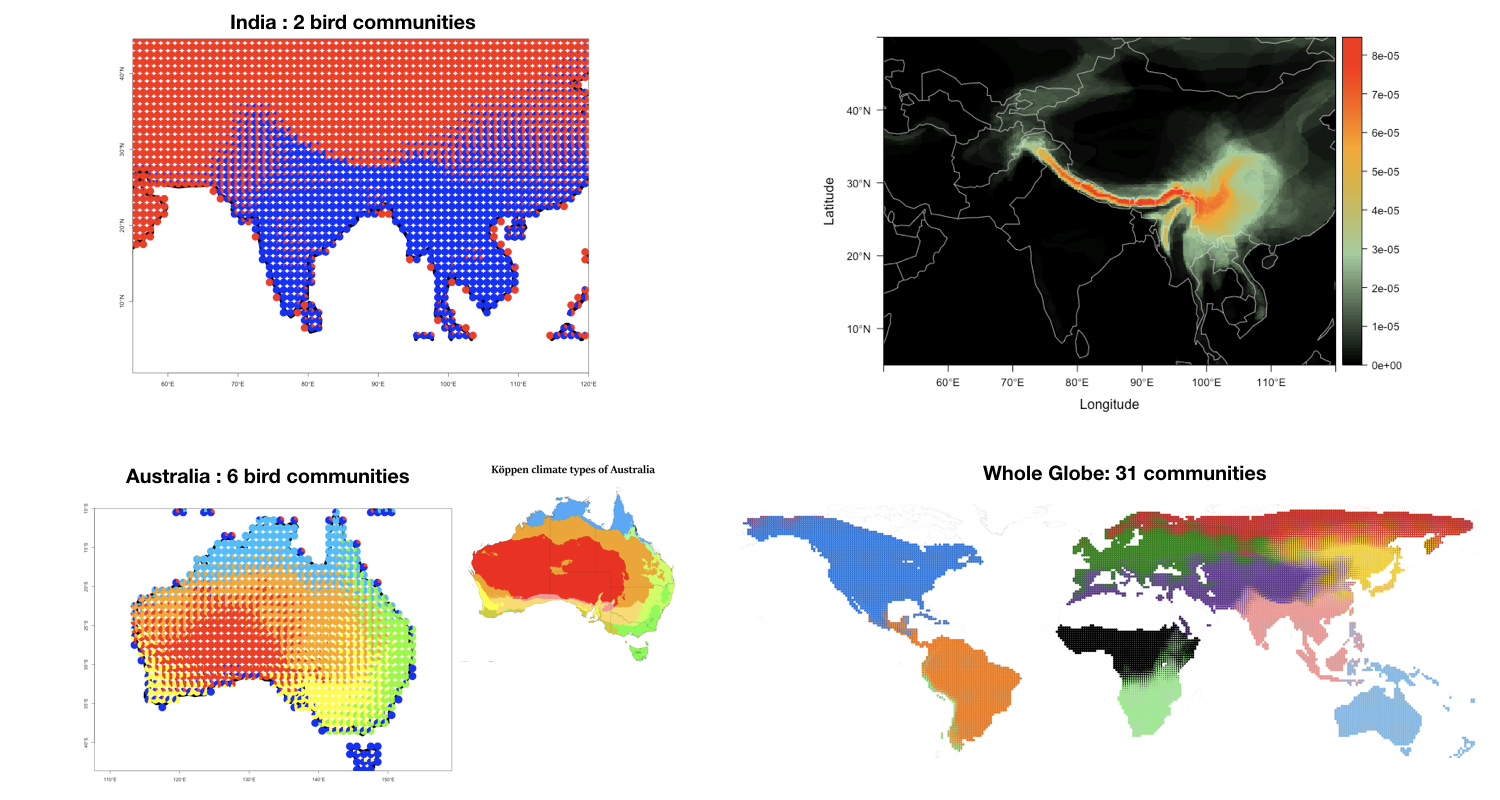 India : 2 bird communities
40°N
30°N
20°N
10°N
60°E
70°E
80°E
90°E
100°E
110°E
120°E
Latitude
40°N
30°N
20°N
10°N
60°E
70°E
80°E
90°E
100°E
110°E
Longitude
8e-05
7e-05
6e-05
5e-05
4e-05
3e-05
2e-05
1e-05
0e+00
Australia : 6 bird communities
10°S
15°S
20°S
25°S
30°S
35°S
40°S
110°E
120°E
130°E
140°E
150°E
Köppen climate types of Australia
Whole Globe: 31 communities